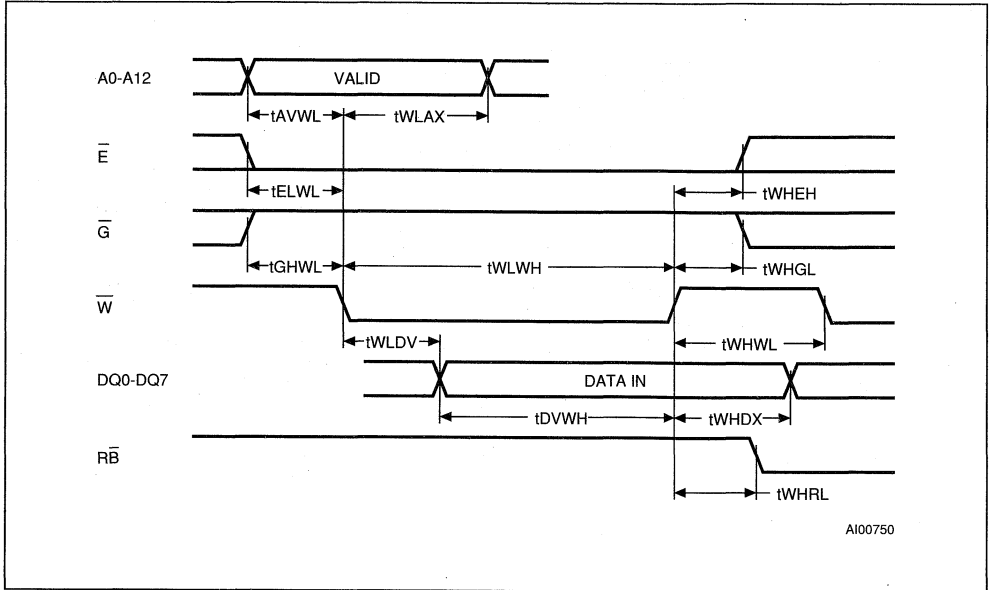 A0-A12
VALID
tAVWL
tWLAX
E̅
tELWL
tWHEH
G̅
tGHWL
tWLWH
tWHGL
W̅
tWLDV
tWHWL
DQ0-DQ7
DATA IN
tDVWH
tWHDX
RB̅
tWHRL
AI00750